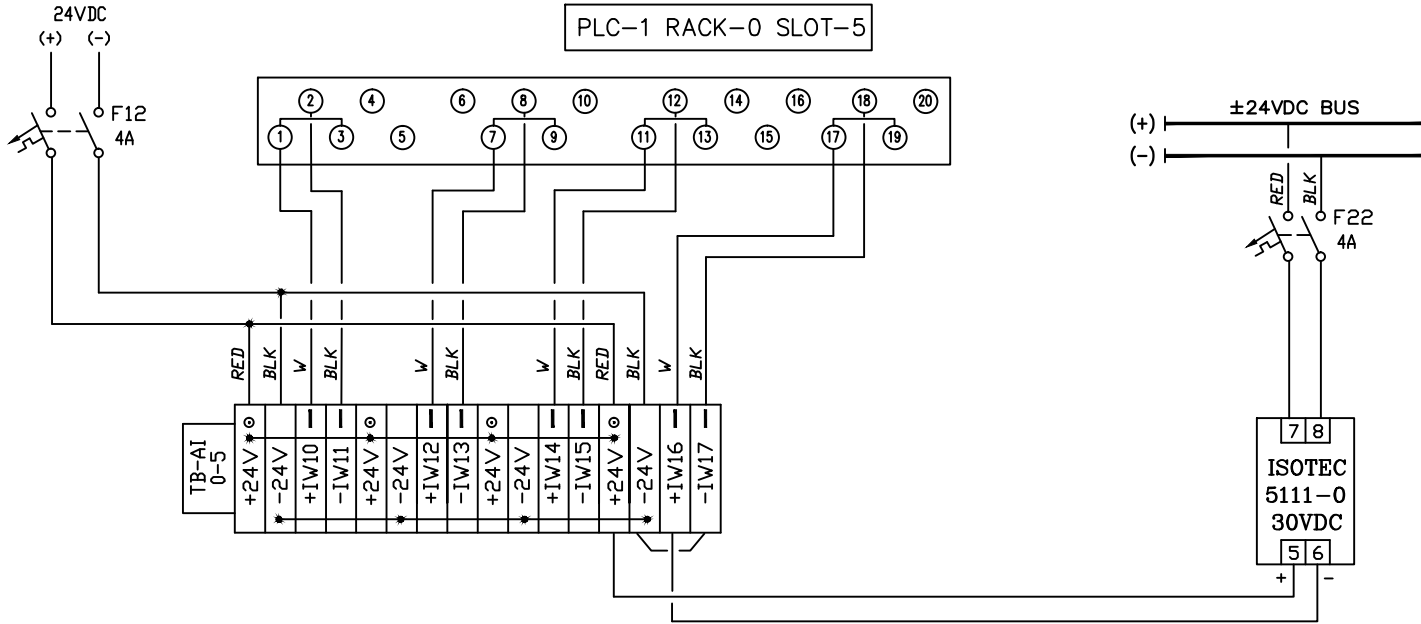 24VDC
(+) (-)
F12
4A
PLC-1 RACK-0 SLOT-5
2 4 6 8 10 12 14 16 18 20
1 3 5 7 9 11 13 15 17 19
±24VDC BUS
(+)
(-)
RED BLK
F22
4A
RED BLK W BLK W BLK W BLK RED BLK W BLK
TB-AI
0-5
+24V -24V +IW10 -IW11 +24V -24V +IW12 -IW13 +24V -24V +IW14 -IW15 +24V -24V +IW16 -IW17
7 8
ISOTEC
5111-0
30VDC
5 6
+ -